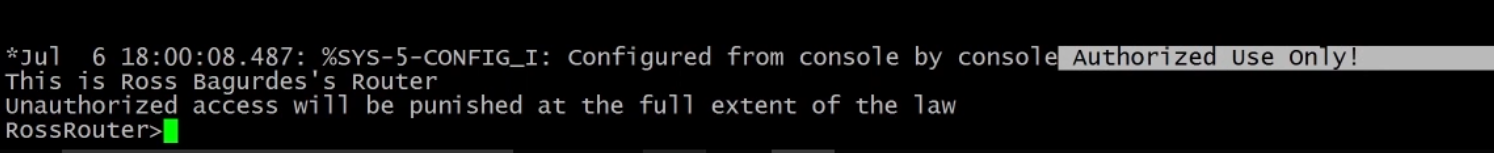 *Jul  6 18:00:08.487: %SYS-5-CONFIG_I: Configured from console by console Authorized Use Only!
This is Ross Bagurdes's Router
Unauthorized access will be punished at the full extent of the law
RossRouter>